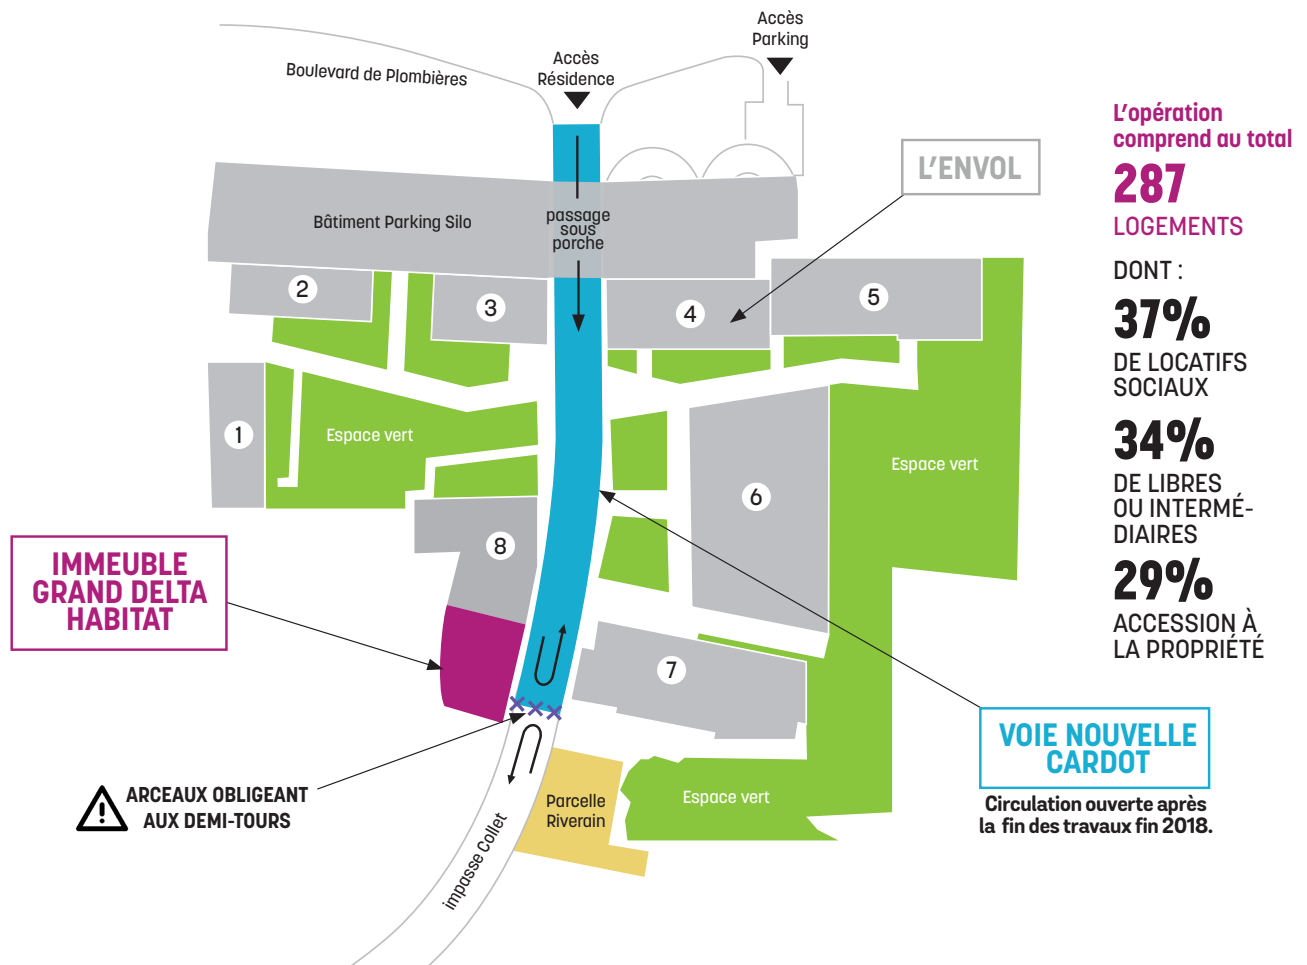 Accès
Parking
Accès
Résidence
Boulevard de Plombières
L'ENVOL
Bâtiment Parking Silo
passage
sous
porche
2
3
4
5
1
Espace vert
Espace vert
6
8
7
IMMEUBLE
GRAND DELTA
HABITAT
ARCEAUX OBLIGEANT
AUX DEMI-TOURS
Parcelle
Riverain
Espace vert
impasse Collet
VOIE NOUVELLE
CARDOT
Circulation ouverte après
la fin des travaux fin 2018.
L'opération
comprend au total
287
LOGEMENTS
DONT :
37%
DE LOCATIFS
SOCIAUX
34%
DE LIBRES
OU INTERMÉ-
DIAIRES
29%
ACCESSION À
LA PROPRIÉTÉ